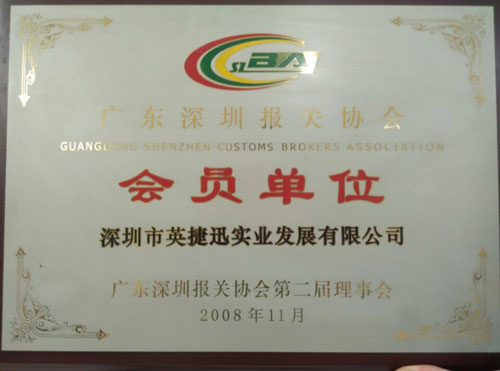 SZBA
广东深圳报关协会
GUANGDONG SHENZHEN CUSTOMS BROKERS ASSOCIATION
会员单位
深圳市英捷迅实业发展有限公司
广东深圳报关协会第二届理事会
2008年11月